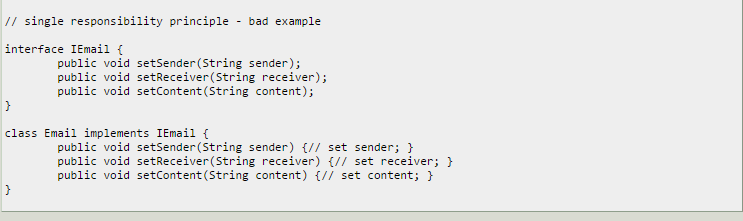 // single responsibility principle - bad example
interface IEmail {
public void setSender(String sender);
public void setReceiver(String receiver);
public void setContent(String content);
}
class Email implements IEmail {
public void setSender(String sender) {// set sender; }
public void setReceiver(String receiver) {// set receiver; }
public void setContent(String content) {// set content; }
}